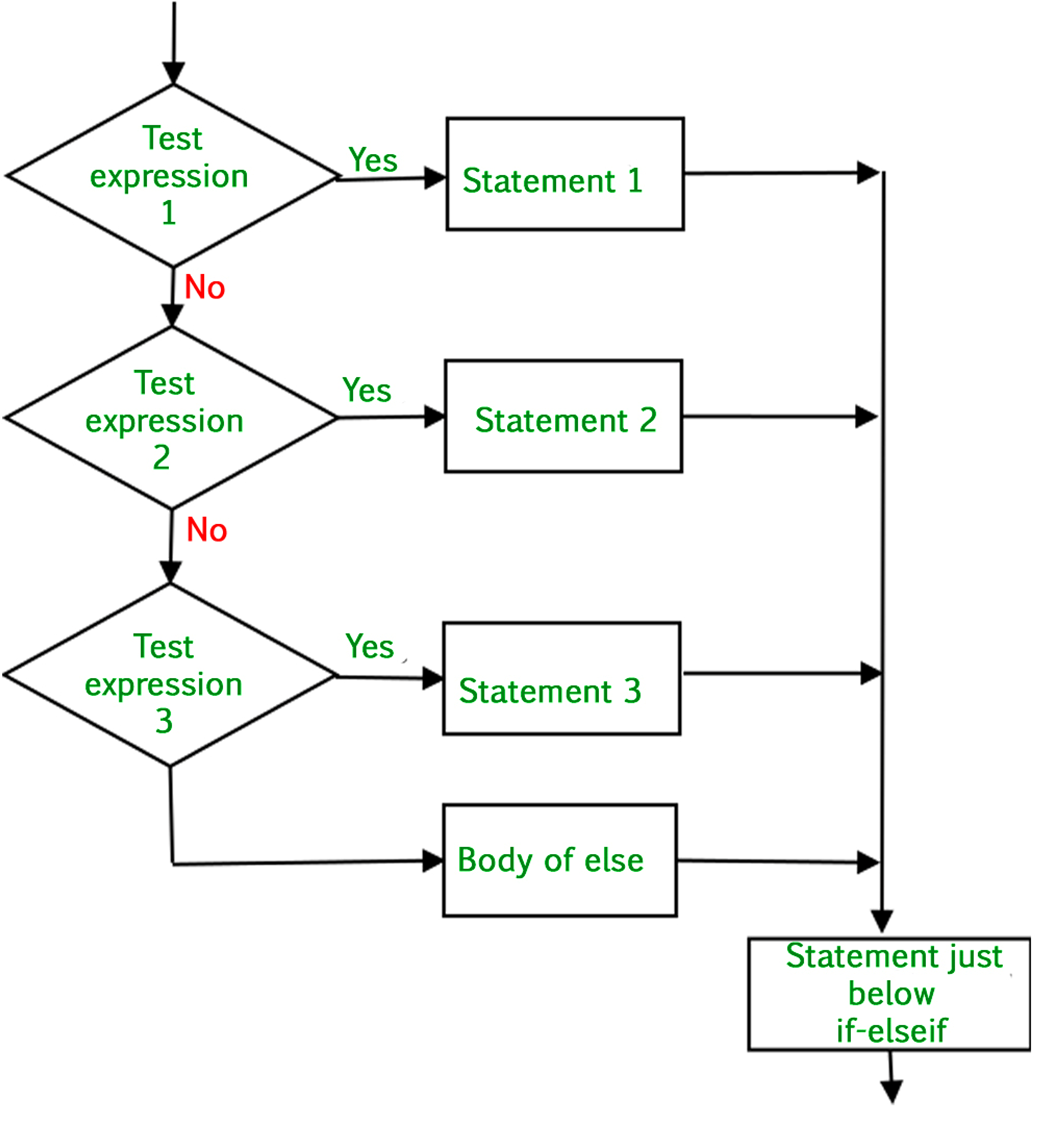 Test
expression
1
Yes
Statement 1
No
Test
expression
2
Yes
Statement 2
No
Test
expression
3
Yes
Statement 3
Body of else
Statement just
below
if-elseif